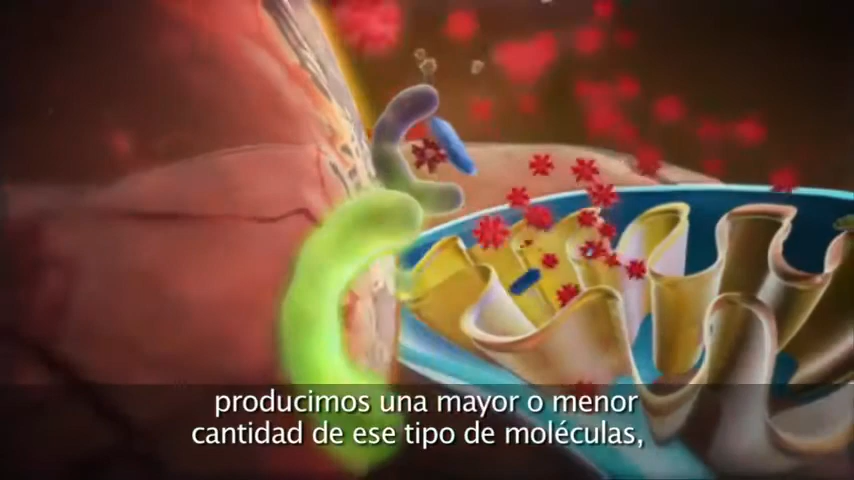 producimos una mayor o menor
cantidad de ese tipo de moléculas,